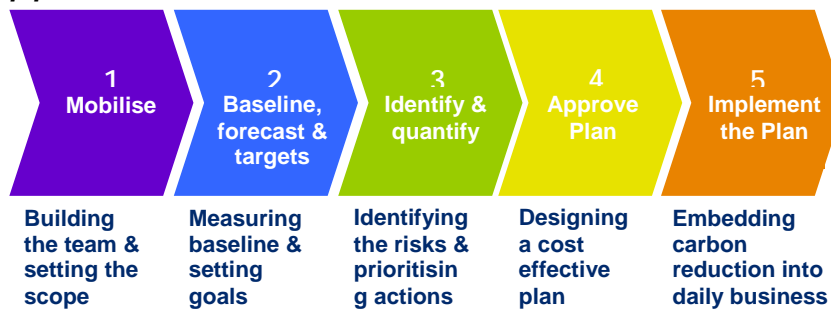 1
Mobilise
2
Baseline,
forecast &
targets
3
Identify &
quantify
4
Approve
Plan
5
Implement
the Plan
Building
the team &
setting the
scope
Measuring
baseline &
setting
goals
Identifying
the risks &
prioritisin
g actions
Designing
a cost
effective
plan
Embedding
carbon
reduction into
daily business